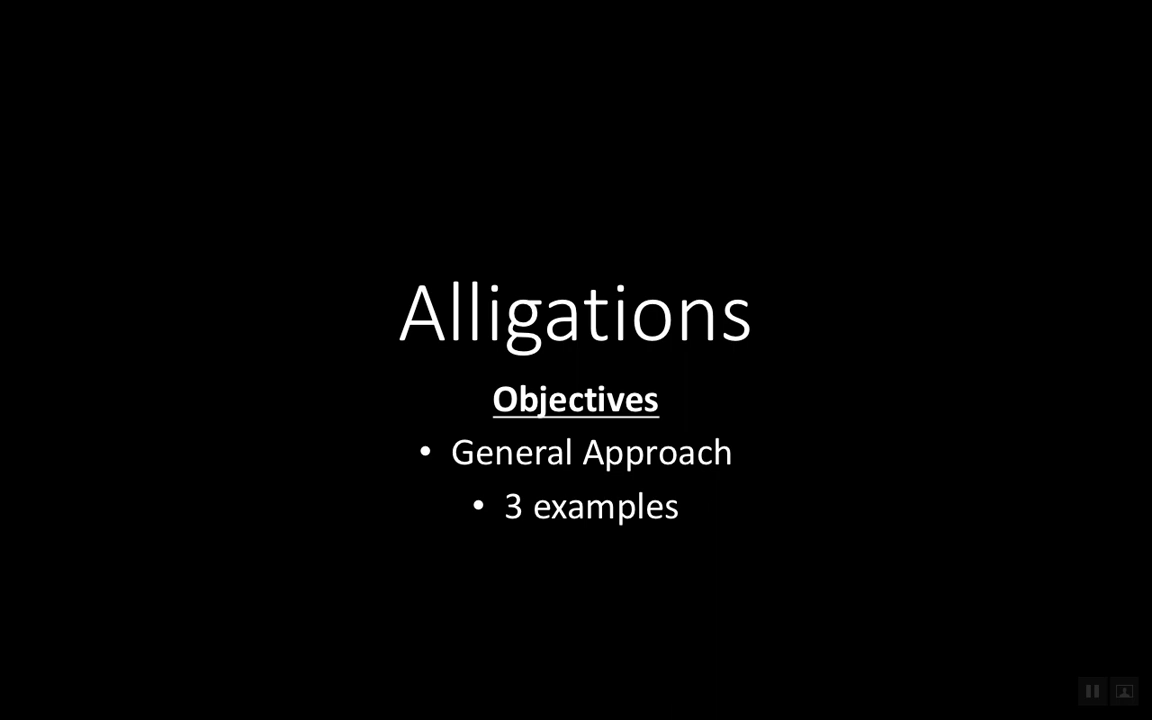 Alligations
Objectives
• General Approach
• 3 examples